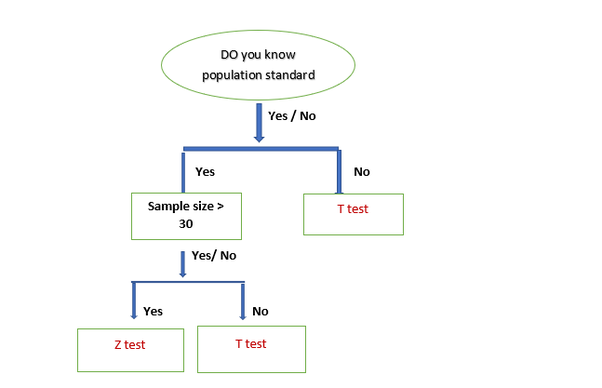 DO you know
population standard
Yes / No
Yes
No
Sample size >
30
T test
Yes/ No
Yes
No
Z test
T test